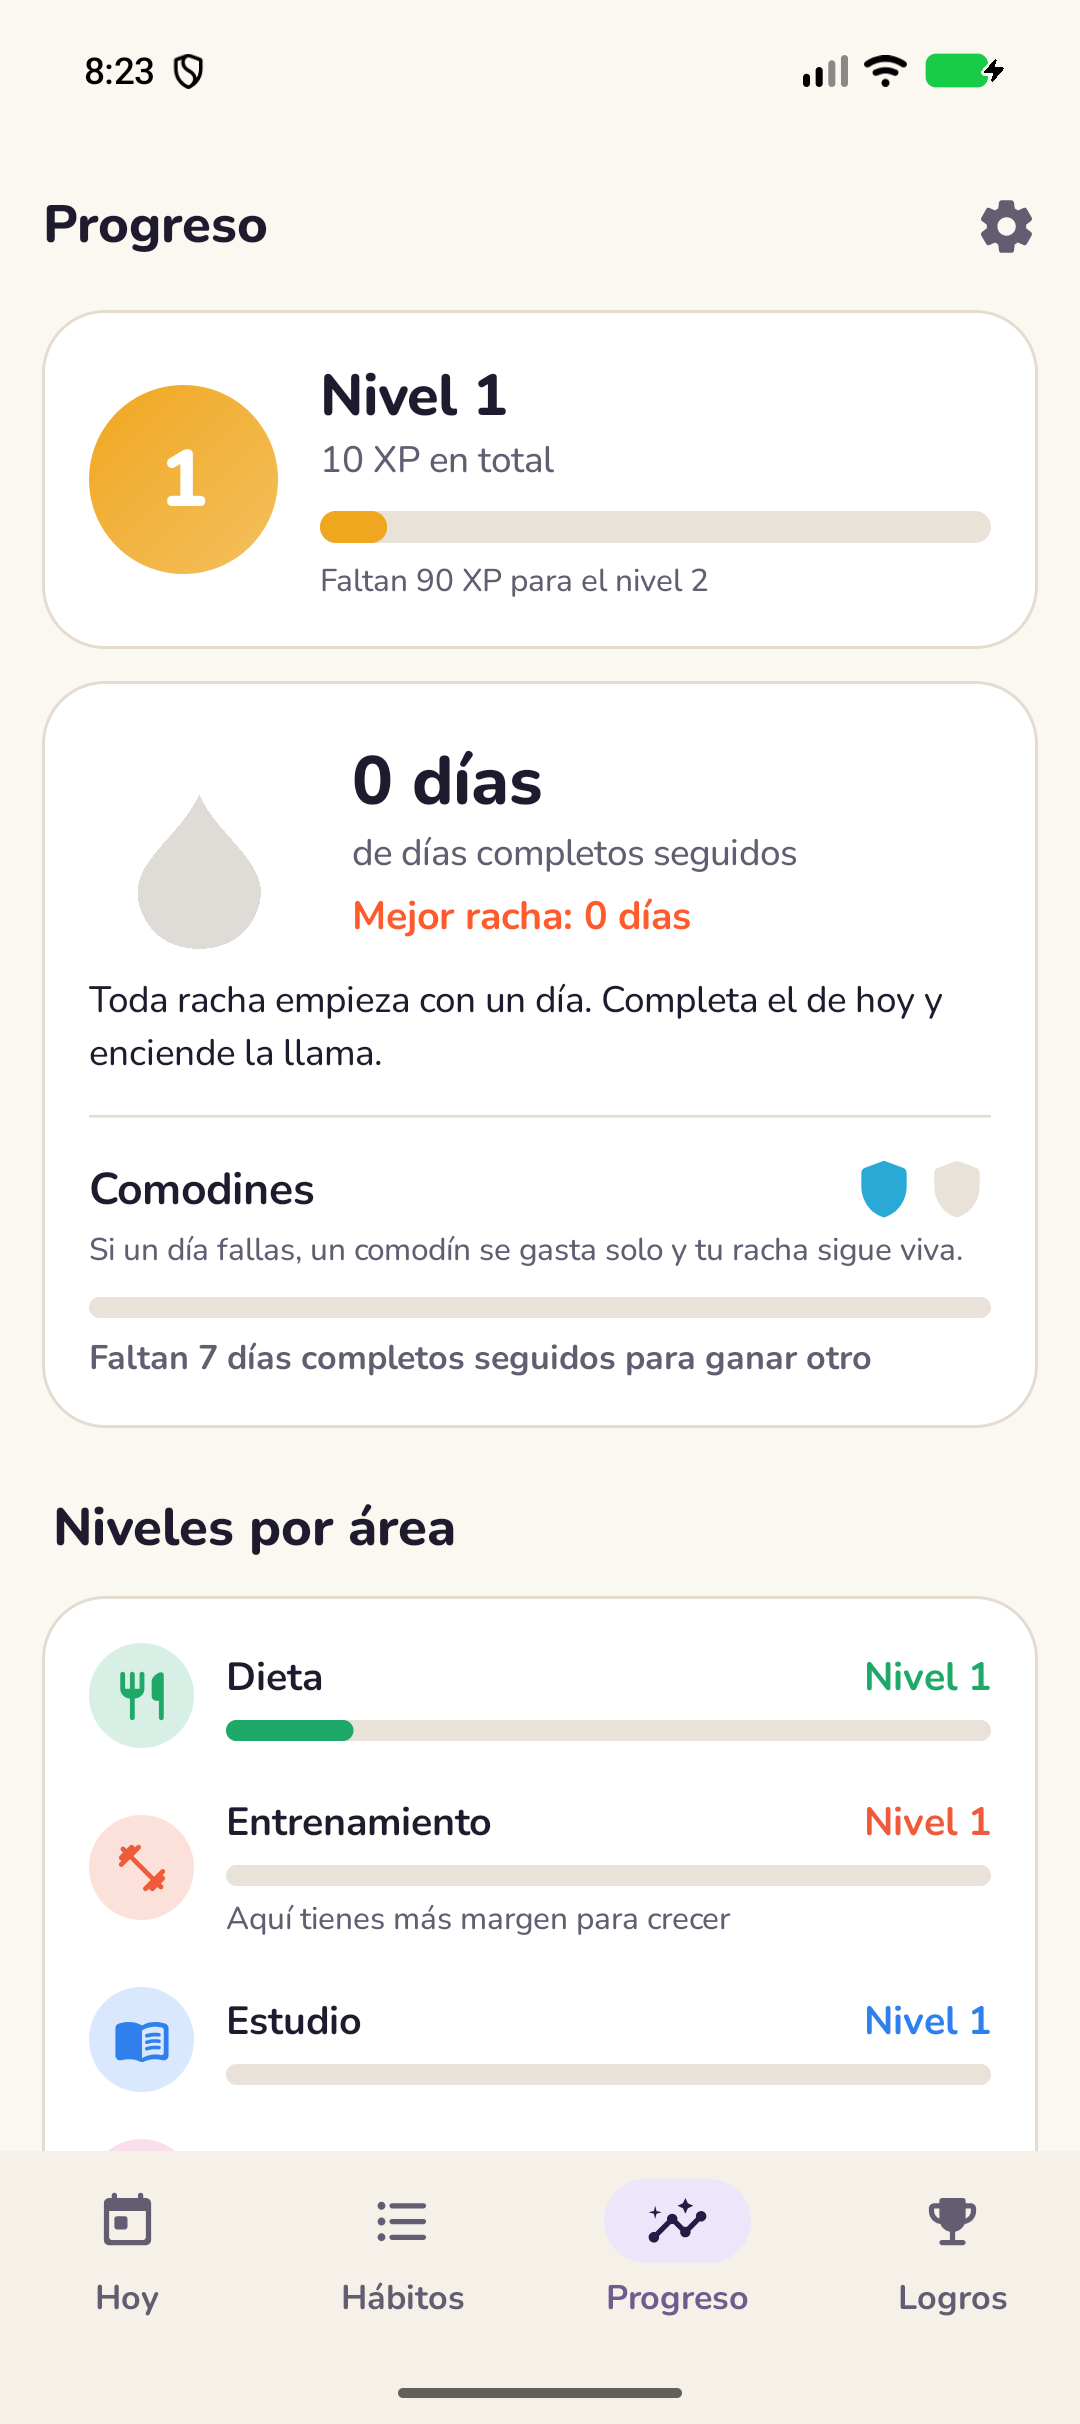 8:23
Progreso
1
Nivel 1
10 XP en total
Faltan 90 XP para el nivel 2
0 días
de días completos seguidos
Mejor racha: 0 días
Toda racha empieza con un día. Completa el de hoy y
enciende la llama.
Comodines
Si un día fallas, un comodín se gasta solo y tu racha sigue viva.
Faltan 7 días completos seguidos para ganar otro
Niveles por área
Dieta
Nivel 1
Entrenamiento
Nivel 1
Aquí tienes más margen para crecer
Estudio
Nivel 1
Hoy
Hábitos
Progreso
Logros